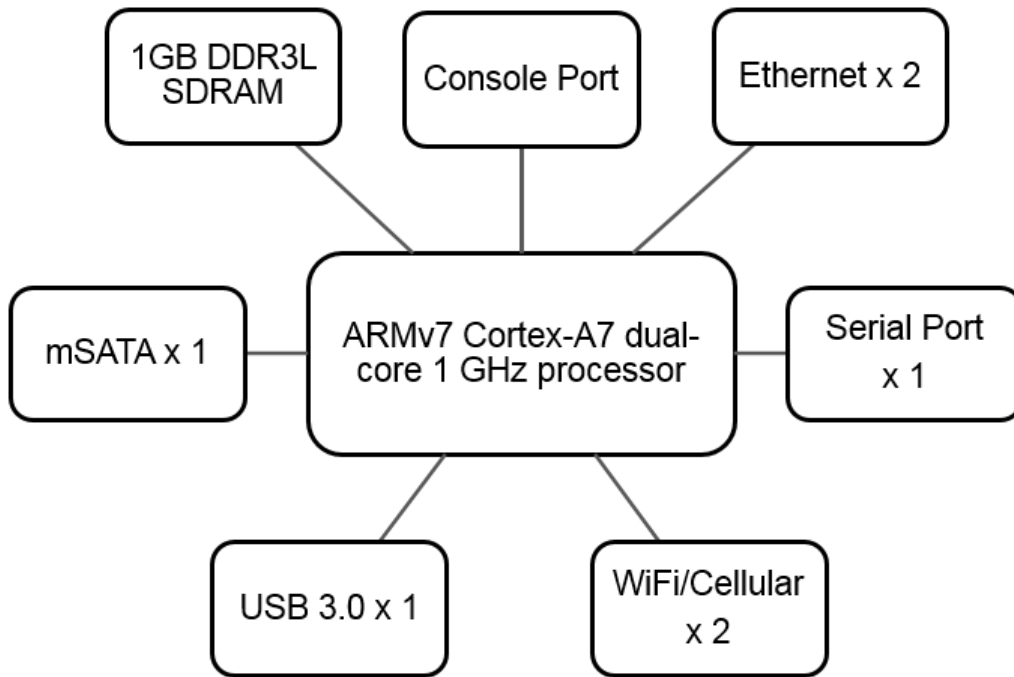 1GB DDR3L
SDRAM
Console Port
Ethernet x 2
mSATA x 1
ARMv7 Cortex-A7 dual-
core 1 GHz processor
Serial Port
x 1
USB 3.0 x 1
WiFi/Cellular
x 2